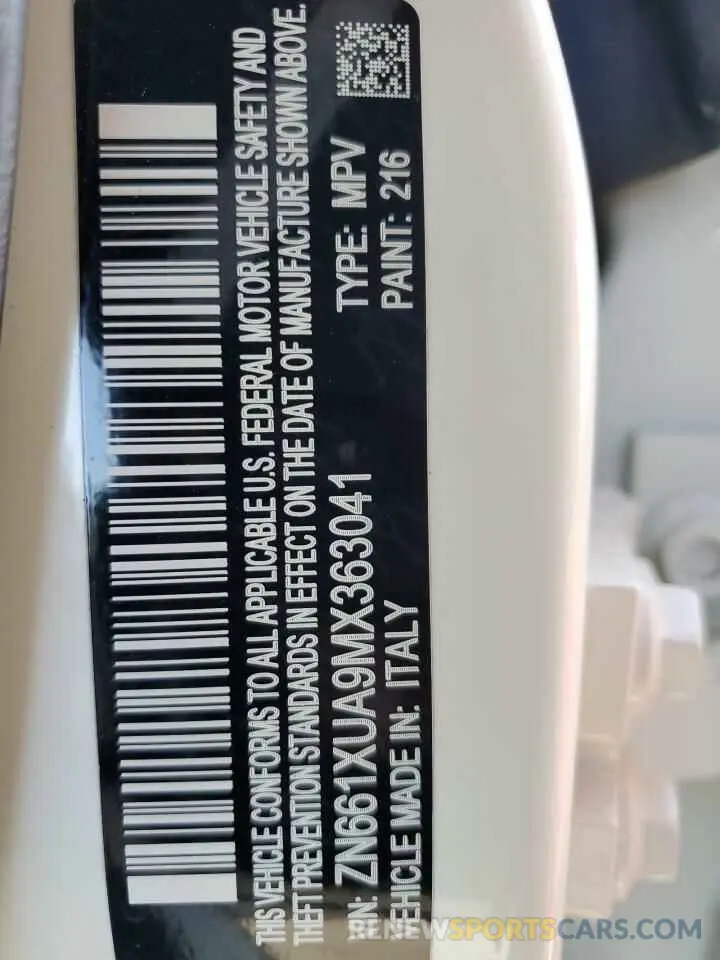 THIS VEHICLE CONFORMS TO ALL APPLICABLE U.S. FEDERAL MOTOR VEHICLE SAFETY AND
THEFT PREVENTION STANDARDS IN EFFECT ON THE DATE OF MANUFACTURE SHOWN ABOVE.
VIN: ZN661XUA9MX363041 TYPE: MPV
VEHICLE MADE IN: ITALY PAINT: 216
RENEWSPORTSCARS.COM